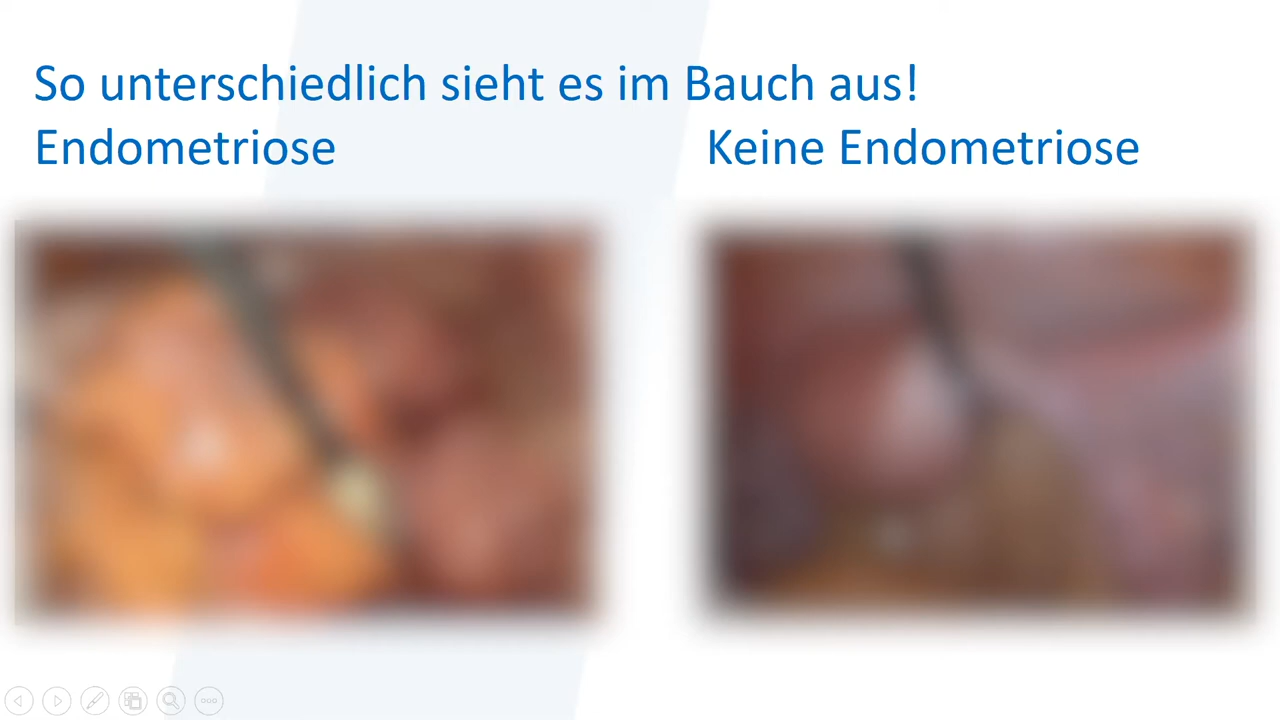 So unterschiedlich sieht es im Bauch aus!
Endometriose
Keine Endometriose